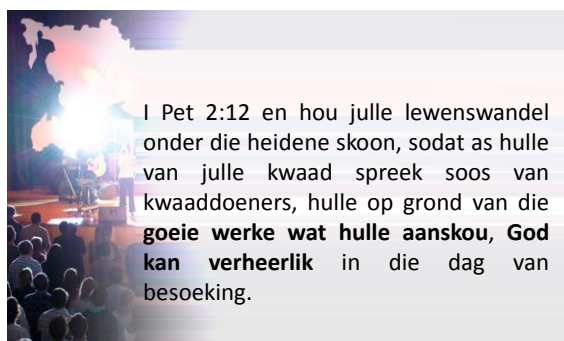 I Pet 2:12 en hou julle lewenswandel
onder die heidene skoon, sodat as hulle
van julle kwaad spreek soos van
kwaaddoeners, hulle op grond van die
goeie werke wat hulle aanskou, God
kan verheerlik in die dag van
besoeking.